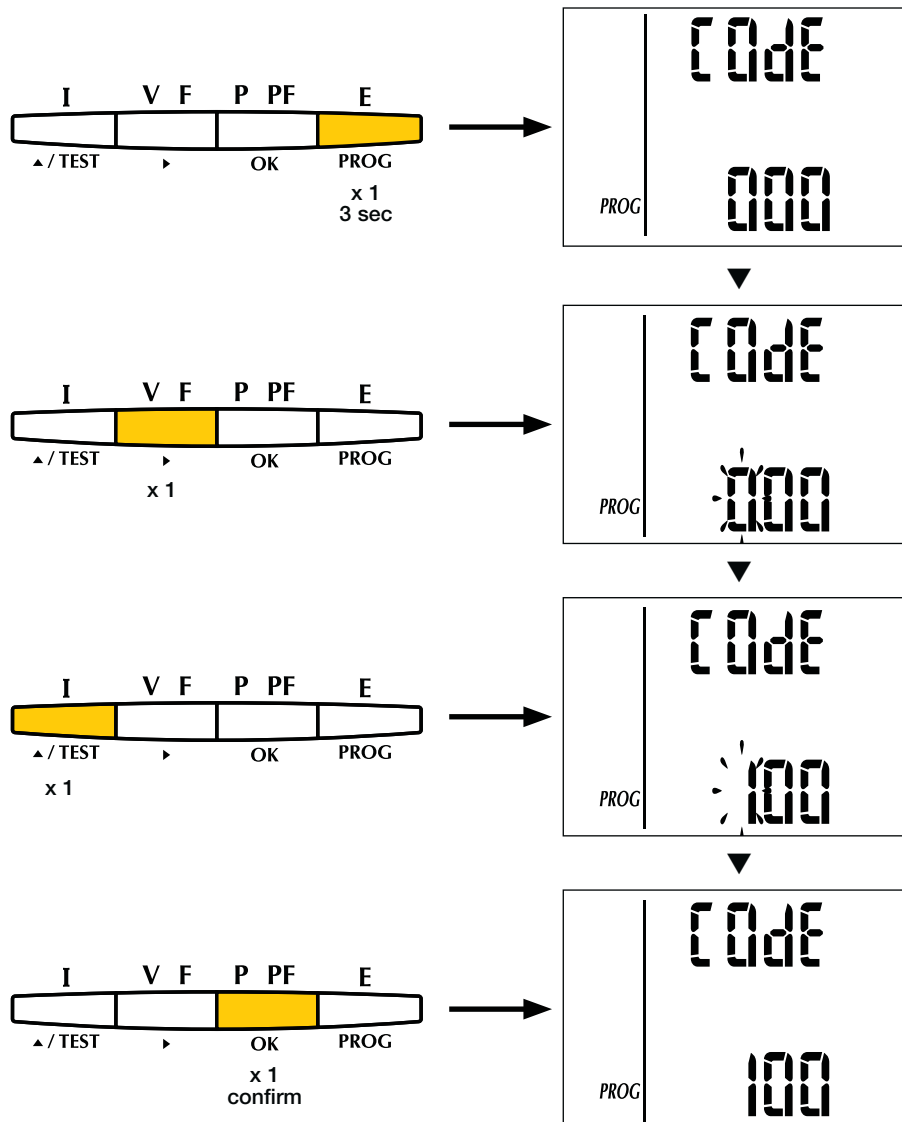 I V F P PF E
▲ / TEST ▶ OK PROG
x 1
3 sec
COdE
PROG 000
▼
I V F P PF E
▲ / TEST ▶ OK PROG
x 1
COdE
PROG 000
▼
I V F P PF E
▲ / TEST ▶ OK PROG
x 1
COdE
PROG 100
▼
I V F P PF E
▲ / TEST ▶ OK PROG
x 1
confirm
COdE
PROG 100